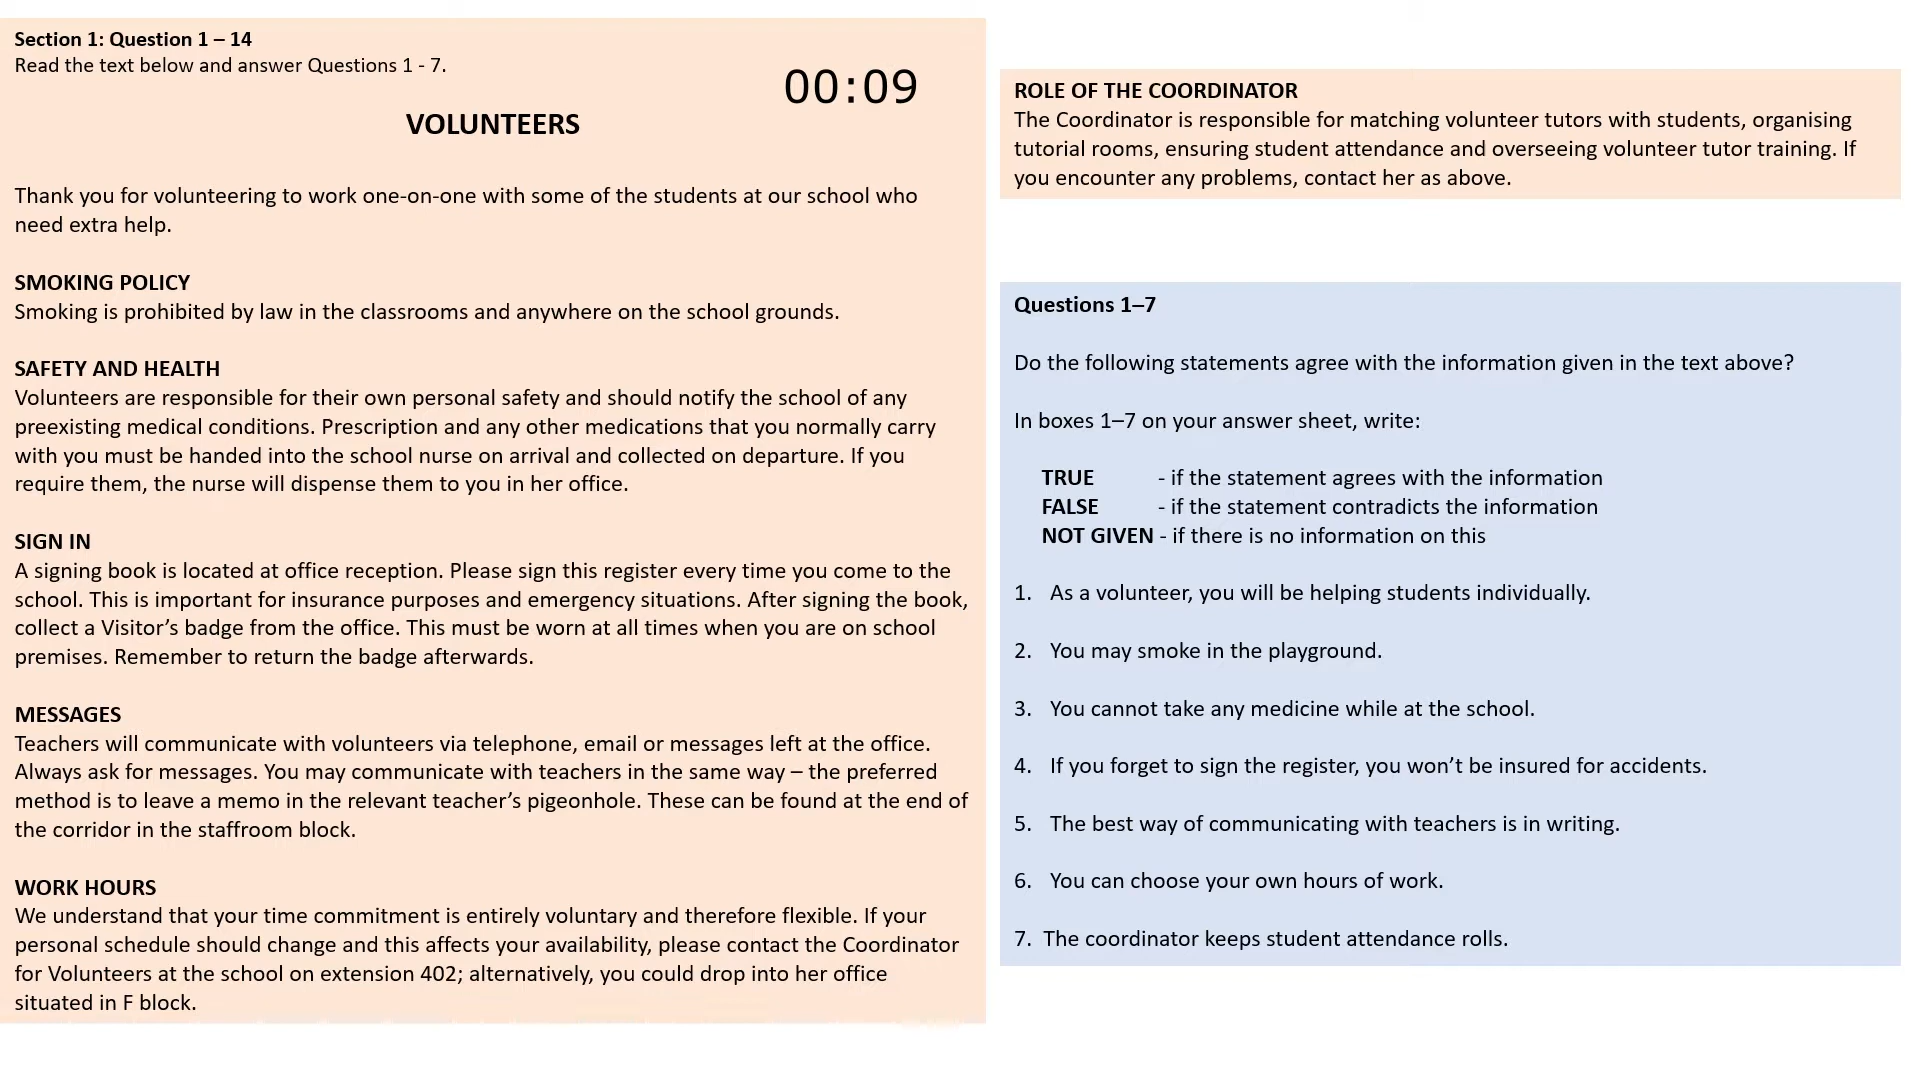 Section 1: Question 1 – 14
Read the text below and answer Questions 1 - 7.
00:09
VOLUNTEERS
Thank you for volunteering to work one-on-one with some of the students at our school who
need extra help.
SMOKING POLICY
Smoking is prohibited by law in the classrooms and anywhere on the school grounds.
SAFETY AND HEALTH
Volunteers are responsible for their own personal safety and should notify the school of any
preexisting medical conditions. Prescription and any other medications that you normally carry
with you must be handed into the school nurse on arrival and collected on departure. If you
require them, the nurse will dispense them to you in her office.
SIGN IN
A signing book is located at office reception. Please sign this register every time you come to the
school. This is important for insurance purposes and emergency situations. After signing the book,
collect a Visitor’s badge from the office. This must be worn at all times when you are on school
premises. Remember to return the badge afterwards.
MESSAGES
Teachers will communicate with volunteers via telephone, email or messages left at the office.
Always ask for messages. You may communicate with teachers in the same way – the preferred
method is to leave a memo in the relevant teacher’s pigeonhole. These can be found at the end of
the corridor in the staffroom block.
WORK HOURS
We understand that your time commitment is entirely voluntary and therefore flexible. If your
personal schedule should change and this affects your availability, please contact the Coordinator
for Volunteers at the school on extension 402; alternatively, you could drop into her office
situated in F block.
ROLE OF THE COORDINATOR
The Coordinator is responsible for matching volunteer tutors with students, organising
tutorial rooms, ensuring student attendance and overseeing volunteer tutor training. If
you encounter any problems, contact her as above.
Questions 1–7
Do the following statements agree with the information given in the text above?
In boxes 1–7 on your answer sheet, write:
TRUE - if the statement agrees with the information
FALSE - if the statement contradicts the information
NOT GIVEN - if there is no information on this
1. As a volunteer, you will be helping students individually.
2. You may smoke in the playground.
3. You cannot take any medicine while at the school.
4. If you forget to sign the register, you won’t be insured for accidents.
5. The best way of communicating with teachers is in writing.
6. You can choose your own hours of work.
7. The coordinator keeps student attendance rolls.